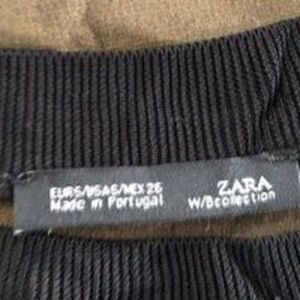 EUR S/USA S/MEX 26
Made in Portugal
ZARA
W/B collection